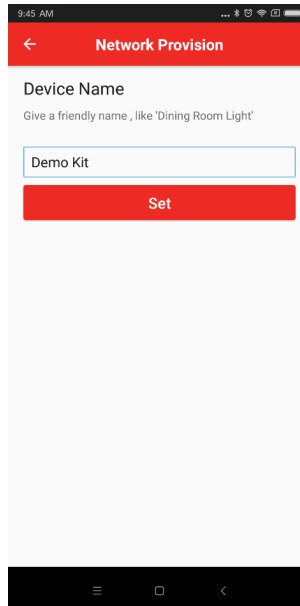 9:45 AM
Network Provision
Device Name
Give a friendly name , like 'Dining Room Light'
Demo Kit
Set